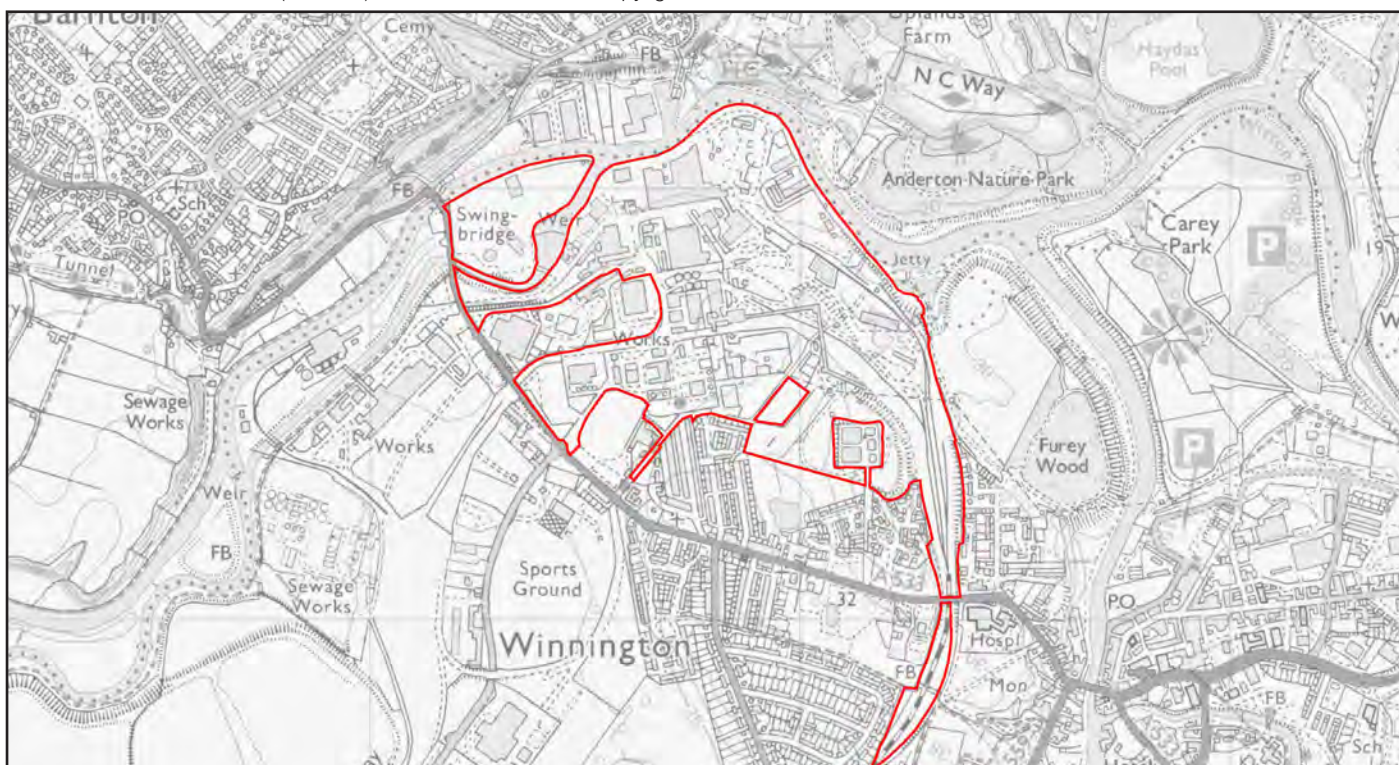 Barnton
Cemy
FB
Uplands
Farm
Haydas
Pool
N C Way
Anderton Nature Park
Sch
PO
FB
Swing-
bridge
Weir
Tunnel
Carey
Park
P
Jetty
Works
Sewage
Works
Works
Furey
Wood
P
Weir
FB
Sewage
Works
Sports
Ground
32
Winnington
Hospl
P.O.
FB
Mon
FB
A533
Sch